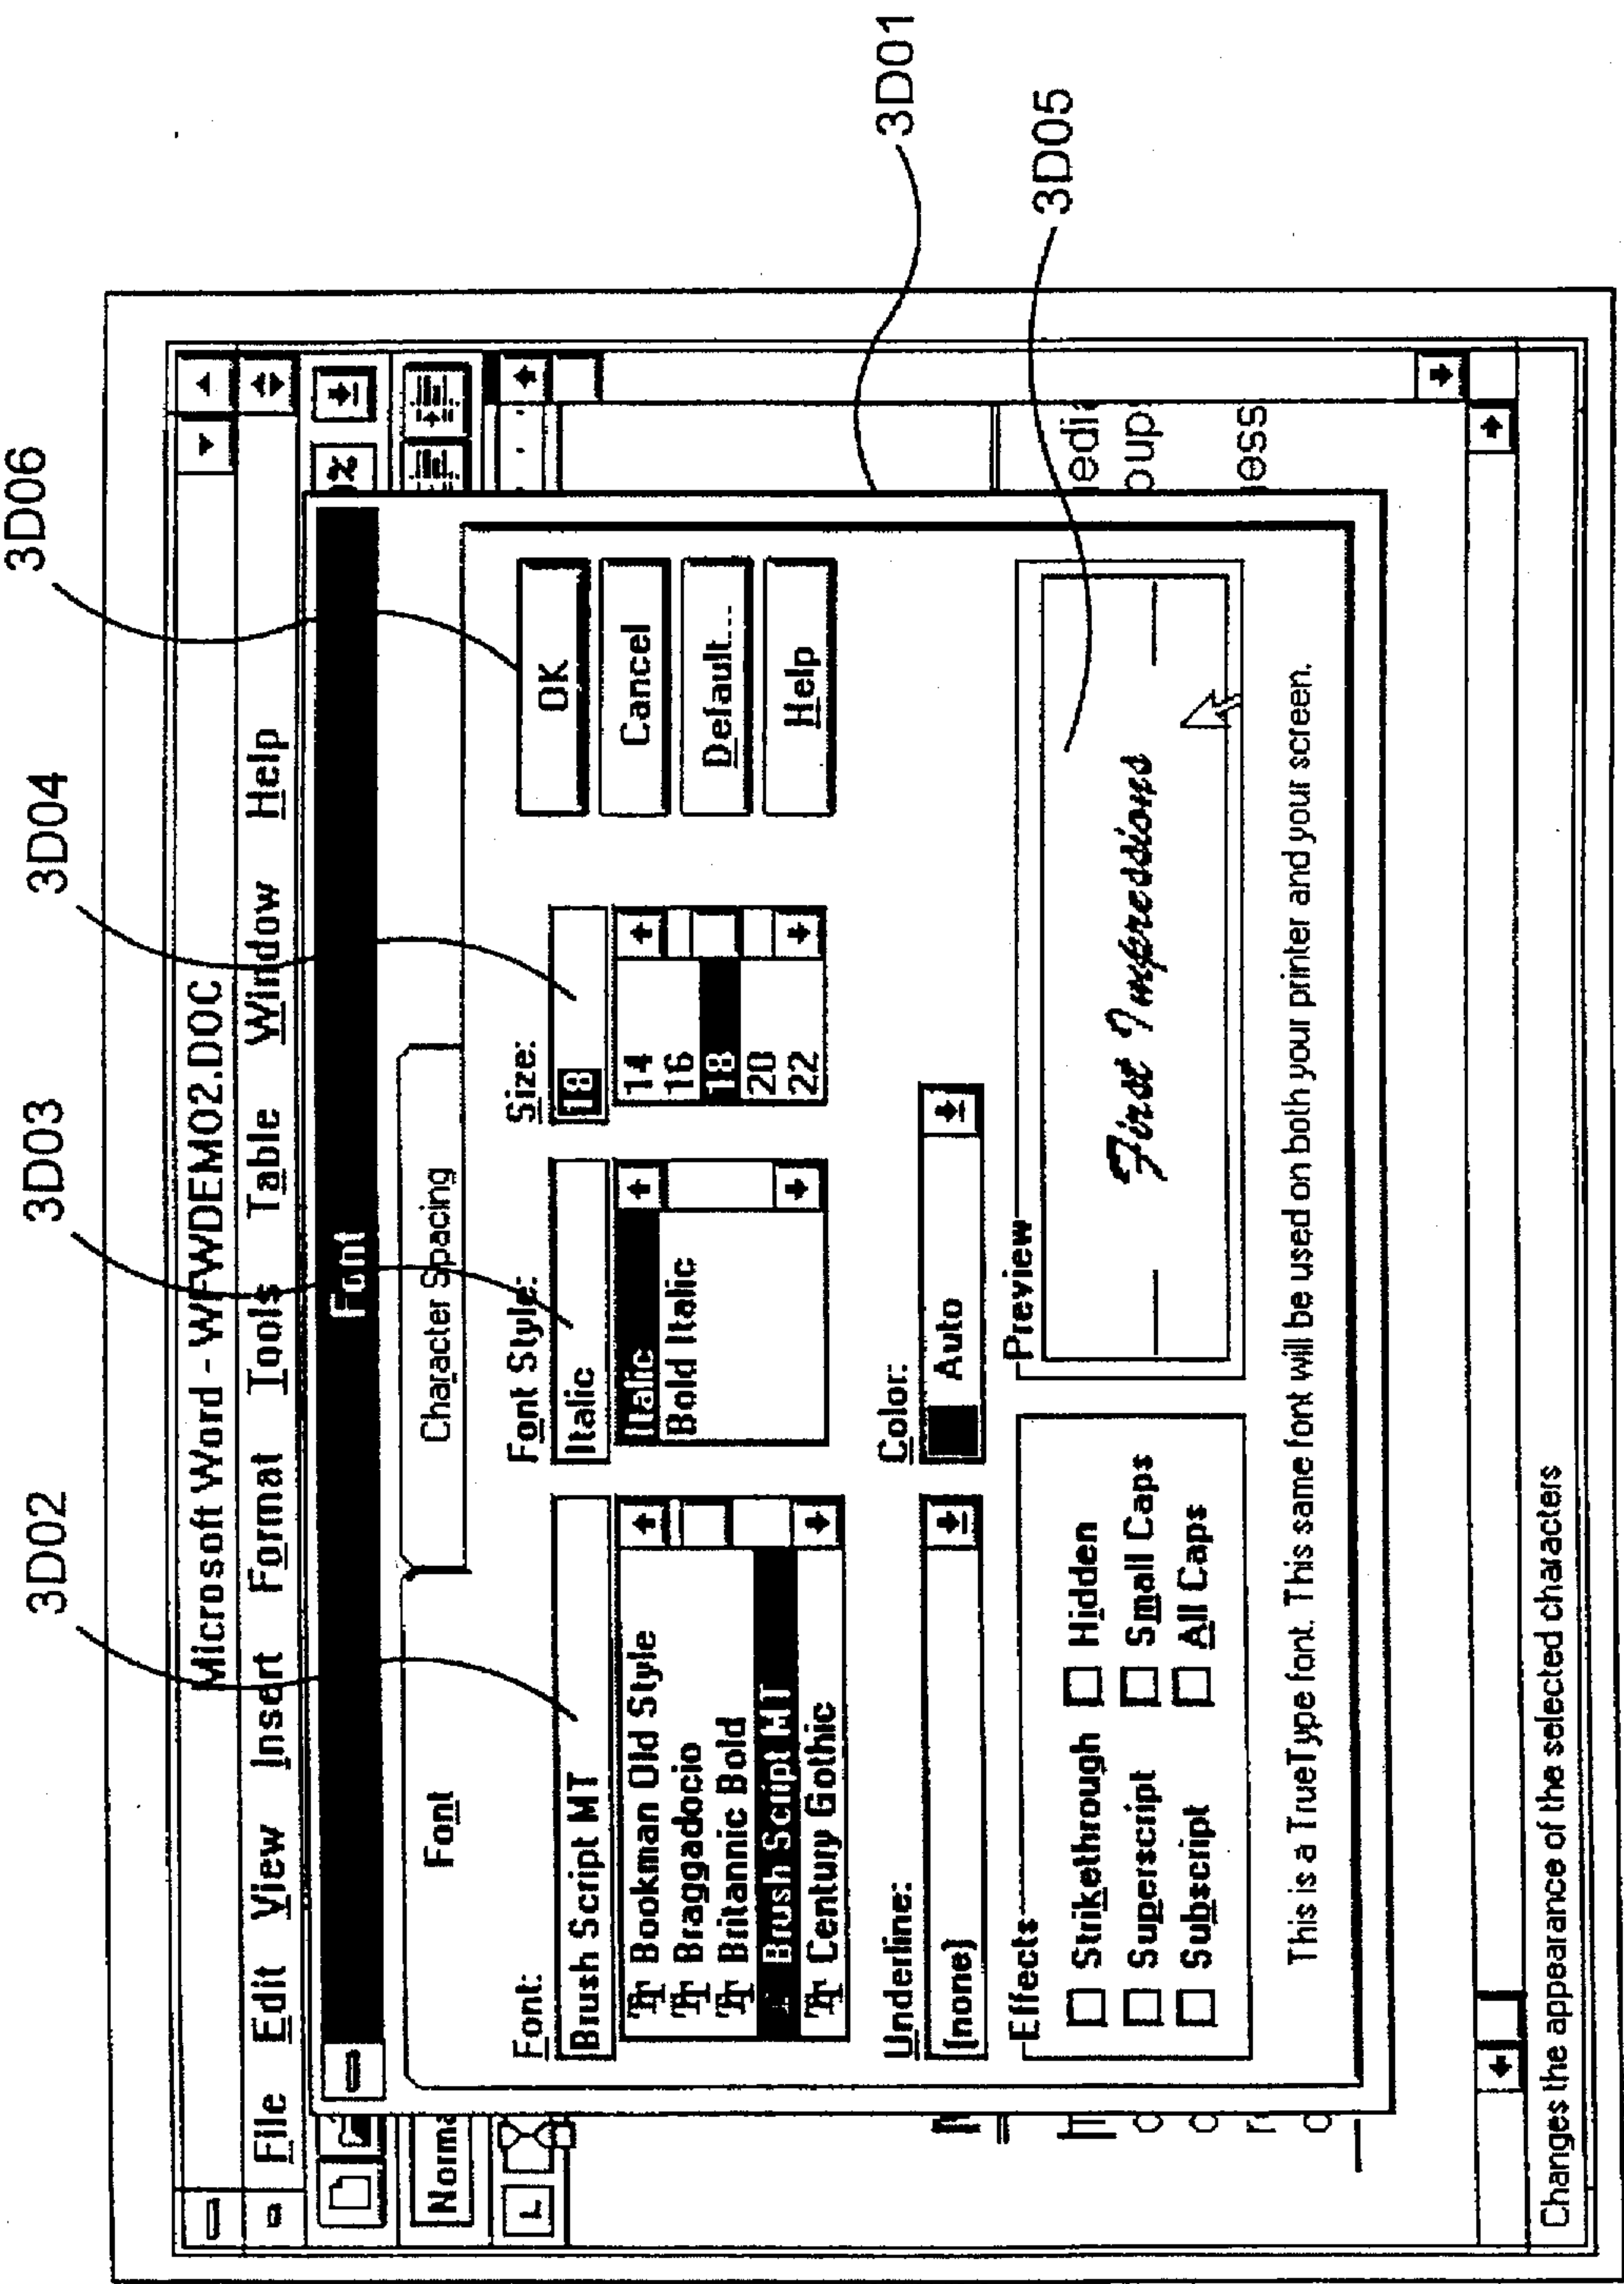 3D02
3D03
3D04
3D06
Microsoft Word - WFWDEMO2.DOC
File Edit View Insert Format Tools Table Window Help
Font
%
Norma
Font
Character Spacing
L
Font:
Font Style:
Size:
Brush Script MT
Italic
18
OK
Bookman Old Style
Braggadocio
Britannic Bold
Brush Script MT
Century Gothic
Italic
Bold Italic
14
16
18
20
22
Cancel
Default...
Help
3D01
Underline:
Color:
(none)
Auto
Effects
Preview
Strikethrough
Hidden
Superscript
Small Caps
Subscript
All Caps
First Impressions
3D05
edi
oup
ess
This is a TrueType font. This same font will be used on both your printer and your screen.
Changes the appearance of the selected characters